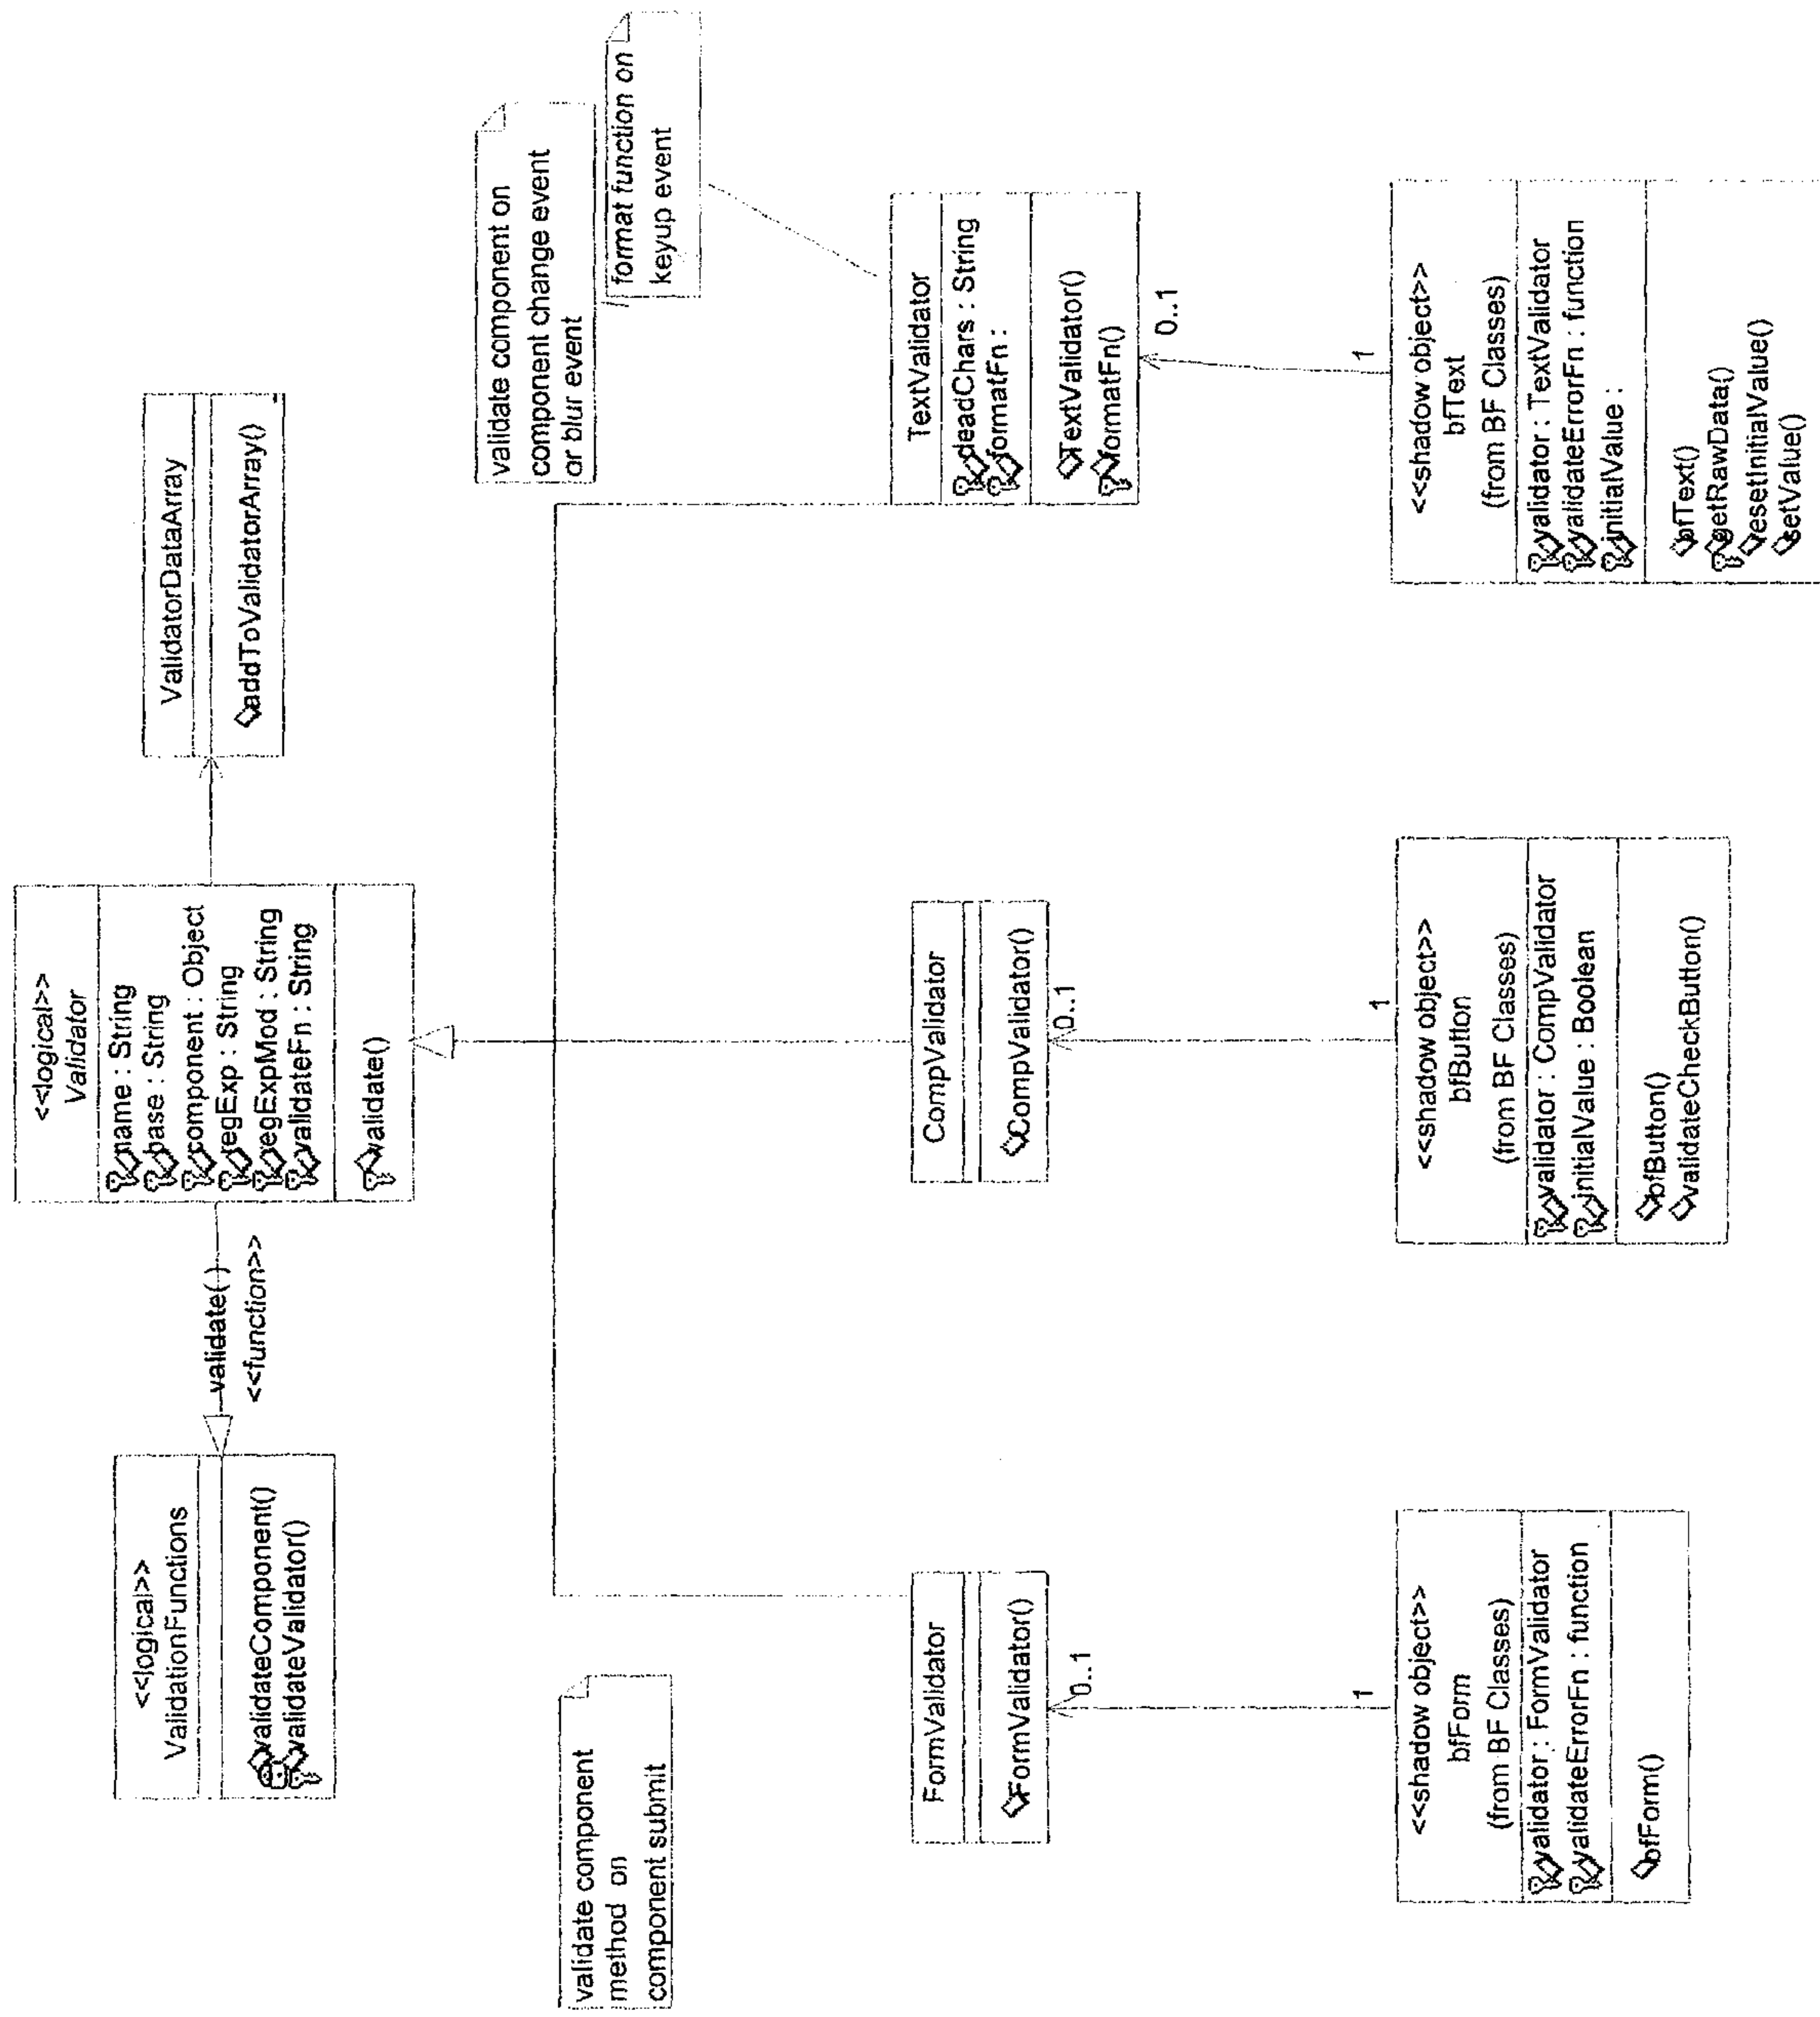 <<logical>>
ValidationFunctions
validateComponent()
validateValidator()
validate()
<<function>>
<<logical>>
Validator
name : String
base : String
component : Object
regExp : String
regExpMod : String
validateFn : String
validate()
ValidatorDataArray
addToValidatorArray()
validate component
method on
component submit
validate component on
component change event
or blur event
format function on
keyup event
FormValidator
FormValidator()
0..1
CompValidator
CompValidator()
0..1
TextValidator
deadChars : String
formatFn :
TextValidator()
formatFn()
0..1
1
<<shadow object>>
bfForm
(from BF Classes)
validator : FormValidator
validateErrorFn : function
bfForm()
1
<<shadow object>>
bfButton
(from BF Classes)
validator : CompValidator
initialValue : Boolean
bfButton()
validateCheckButton()
1
<<shadow object>>
bfText
(from BF Classes)
validator : TextValidator
validateErrorFn : function
initialValue :
bfText()
getRawData()
resetInitialValue()
setValue()